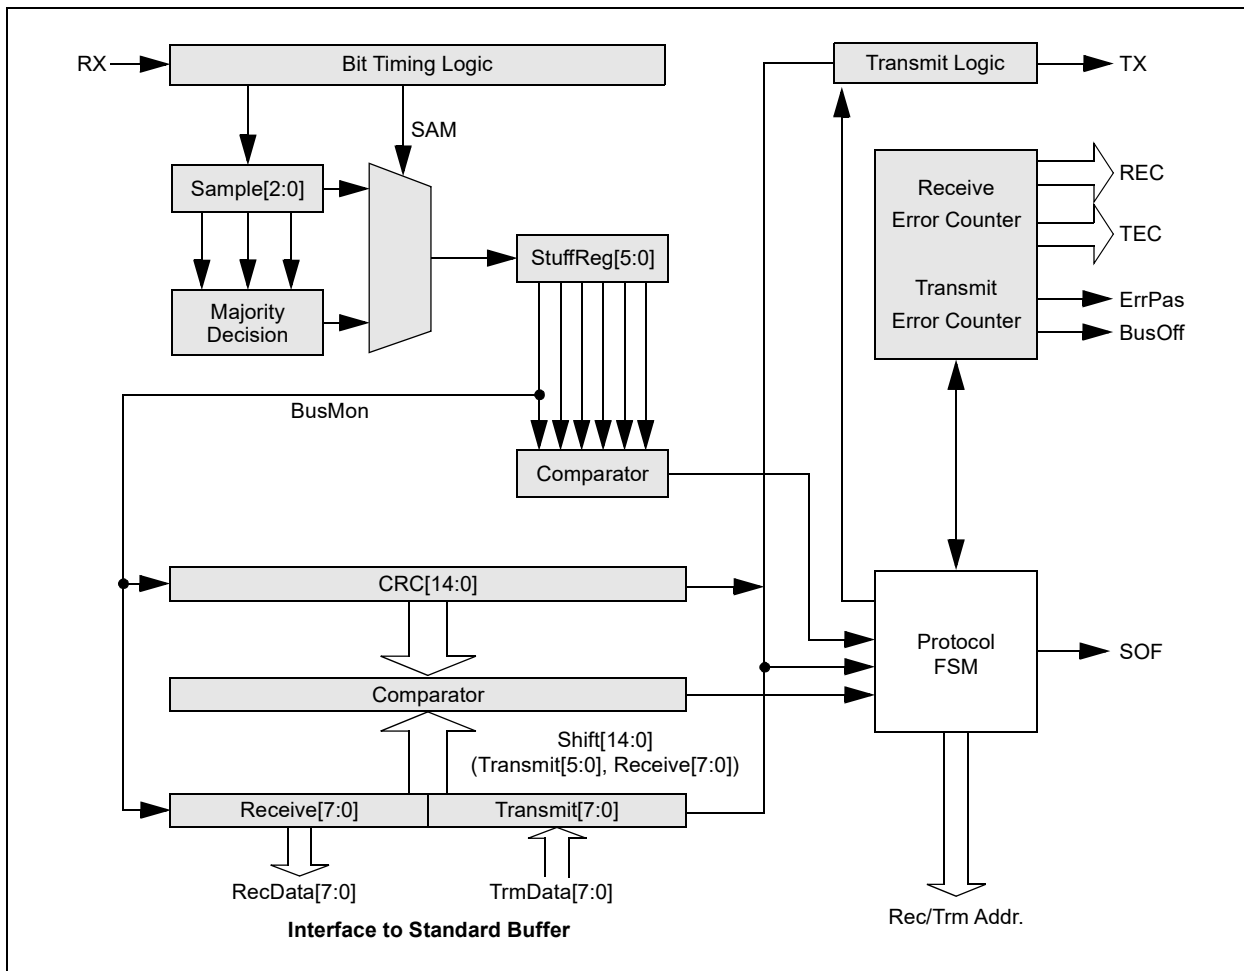 RX
Bit Timing Logic
Transmit Logic
TX
SAM
Sample[2:0]
Majority
Decision
StuffReg[5:0]
Receive
Error Counter
Transmit
Error Counter
REC
TEC
ErrPas
BusOff
BusMon
Comparator
CRC[14:0]
Comparator
Protocol
FSM
SOF
Shift[14:0]
(Transmit[5:0], Receive[7:0])
Receive[7:0]
Transmit[7:0]
RecData[7:0]
TrmData[7:0]
Rec/Trm Addr.
Interface to Standard Buffer